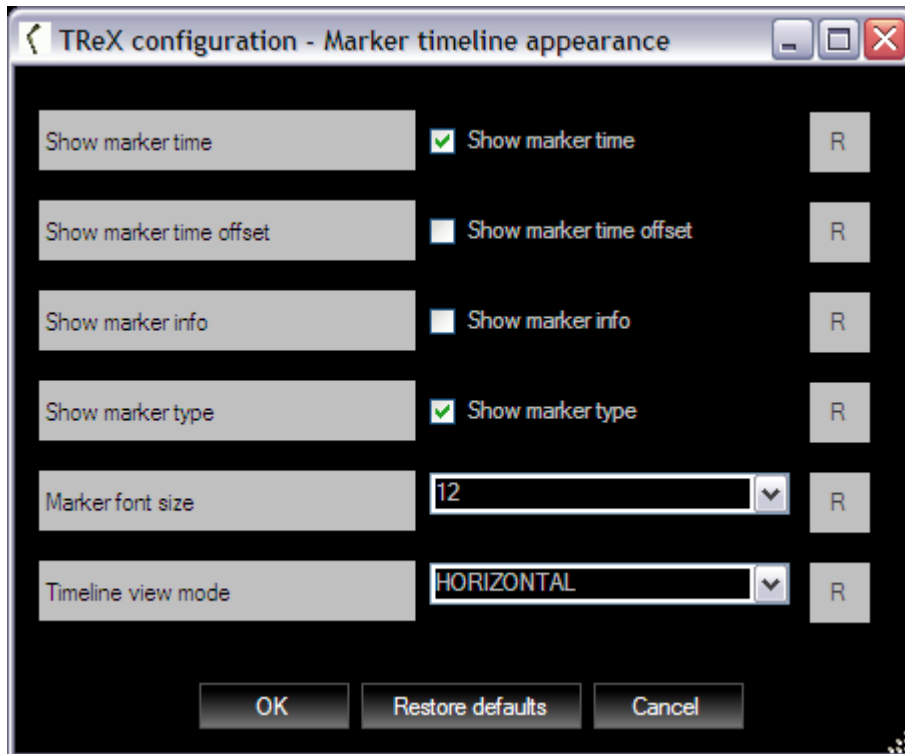 TReX configuration - Marker timeline appearance
Show marker time Show marker time R
Show marker time offset Show marker time offset R
Show marker info Show marker info R
Show marker type Show marker type R
Marker font size 12 R
Timeline view mode HORIZONTAL R
OK Restore defaults Cancel